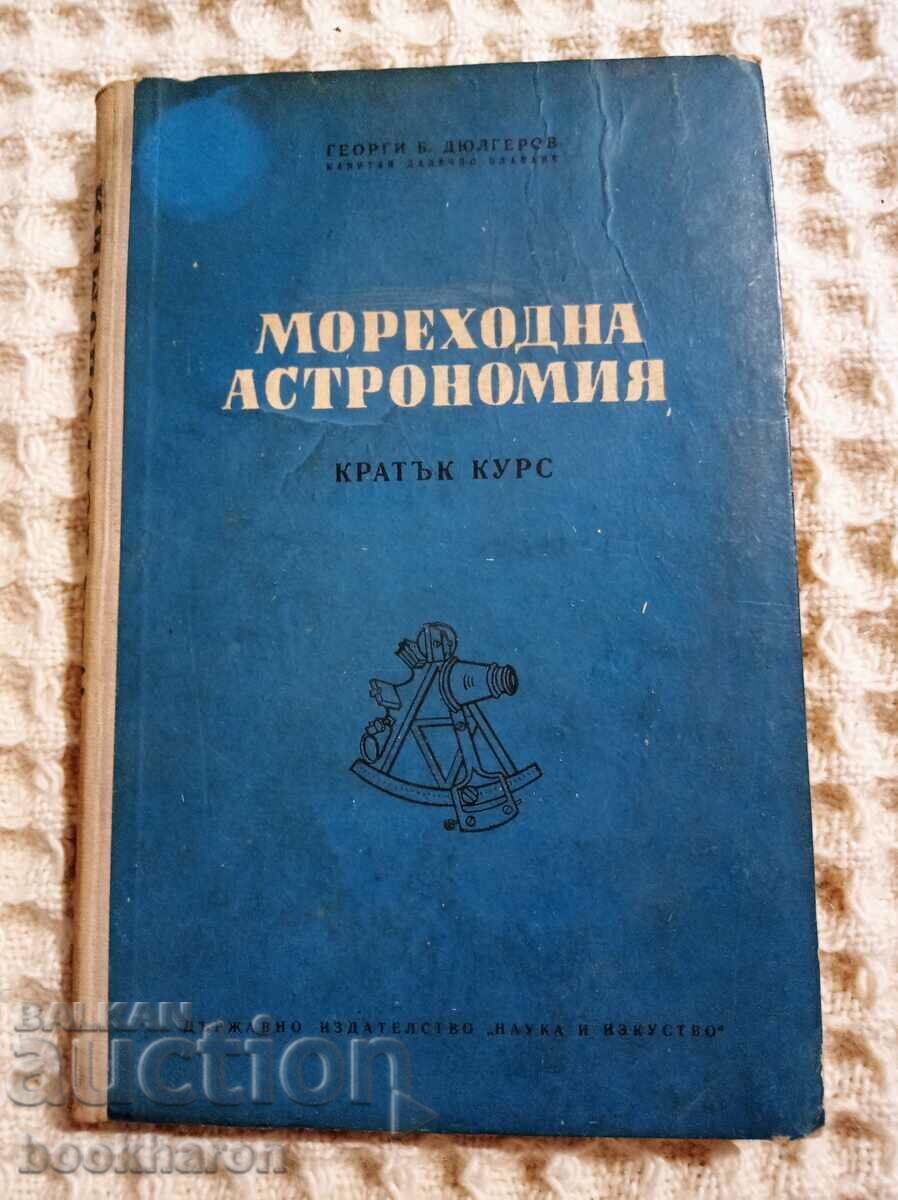 ГЕОРГИ Б. ДЮЛГЕРОВ
КАПИТАН ДАЛЕЧНО ПЛАВАНЕ
МОРЕХОДНА
АСТРОНОМИЯ
КРАТЪК КУРС
ДЪРЖАВНО ИЗДАТЕЛСТВО „НАУКА И ИЗКУСТВО"
BALKAN
auction
bookharon